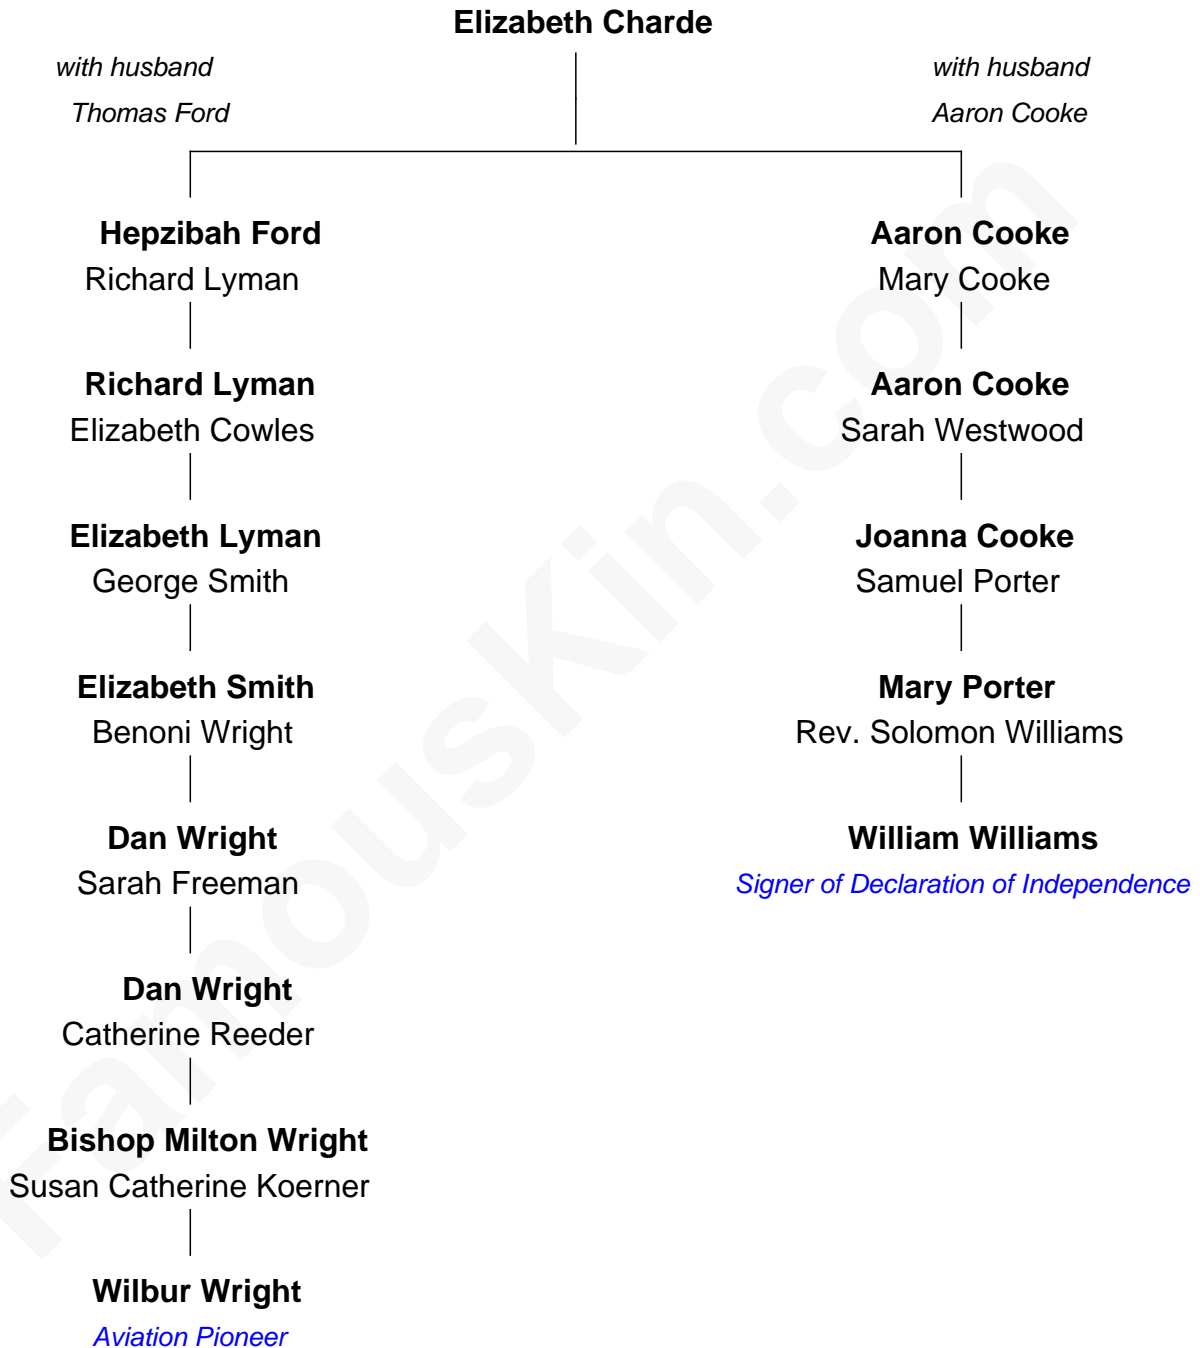 Elizabeth Charde
with husband
Thomas Ford
with husband
Aaron Cooke
Hepzibah Ford
Richard Lyman
Richard Lyman
Elizabeth Cowles
Elizabeth Lyman
George Smith
Elizabeth Smith
Benoni Wright
Dan Wright
Sarah Freeman
Dan Wright
Catherine Reeder
Bishop Milton Wright
Susan Catherine Koerner
Wilbur Wright
Aviation Pioneer
Aaron Cooke
Mary Cooke
Aaron Cooke
Sarah Westwood
Joanna Cooke
Samuel Porter
Mary Porter
Rev. Solomon Williams
William Williams
Signer of Declaration of Independence
FamousKin.com